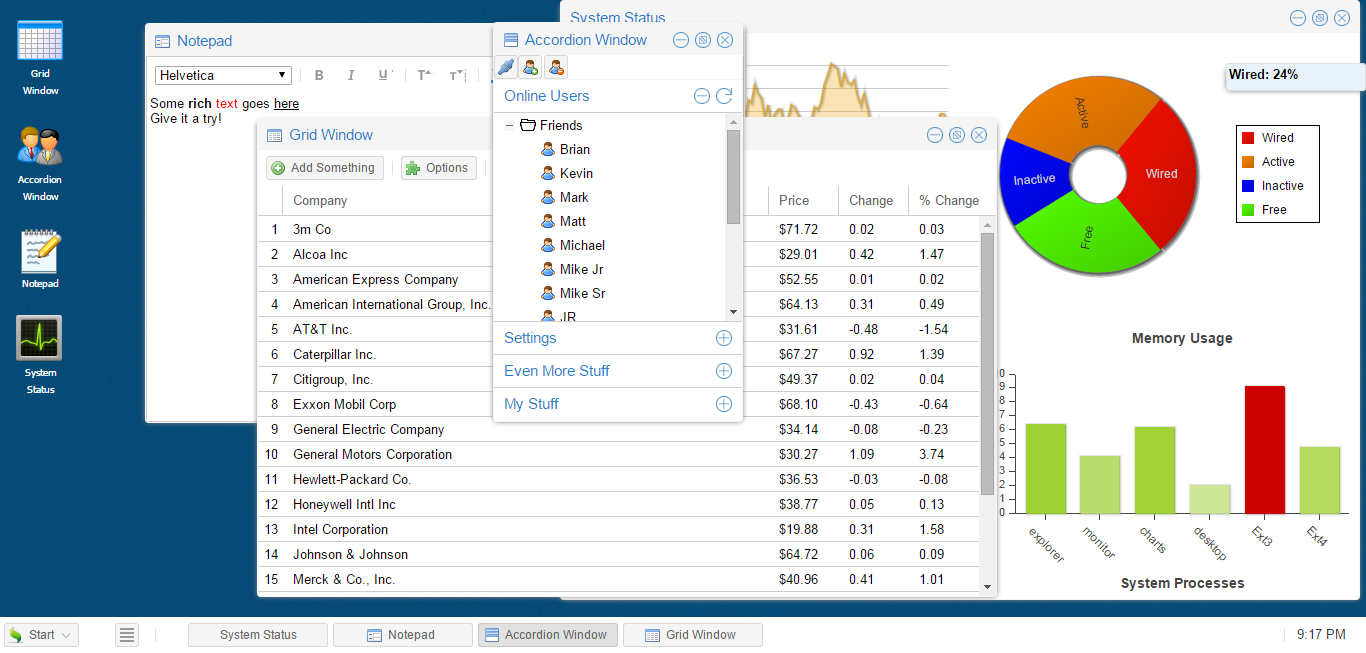 Grid
Window
Accordion
Window
Notepad
System
Status
Notepad
Helvetica
B I U T T
Some rich text goes here
Give it a try!
System Status
Wired: 24%
Active
Wired
Inactive
Free
Wired
Active
Inactive
Free
Memory Usage
9
8
7
6
5
4
3
2
1
0
explorer
monitor
charts
desktop
Ext3
Ext4
System Processes
Accordion Window
Online Users
Friends
Brian
Kevin
Mark
Matt
Michael
Mike Jr
Mike Sr
JR
Settings
Even More Stuff
My Stuff
Grid Window
Add Something Options
Company Price Change % Change
1 3m Co $71.72 0.02 0.03
2 Alcoa Inc $29.01 0.42 1.47
3 American Express Company $52.55 0.01 0.02
4 American International Group, Inc. $64.13 0.31 0.49
5 AT&T Inc. $31.61 -0.48 -1.54
6 Caterpillar Inc. $67.27 0.92 1.39
7 Citigroup, Inc. $49.37 0.02 0.04
8 Exxon Mobil Corp $68.10 -0.43 -0.64
9 General Electric Company $34.14 -0.08 -0.23
10 General Motors Corporation $30.27 1.09 3.74
11 Hewlett-Packard Co. $36.53 -0.03 -0.08
12 Honeywell Intl Inc $38.77 0.05 0.13
13 Intel Corporation $19.88 0.31 1.58
14 Johnson & Johnson $64.72 0.06 0.09
15 Merck & Co., Inc. $40.96 0.41 1.01
Start System Status Notepad Accordion Window Grid Window 9:17 PM